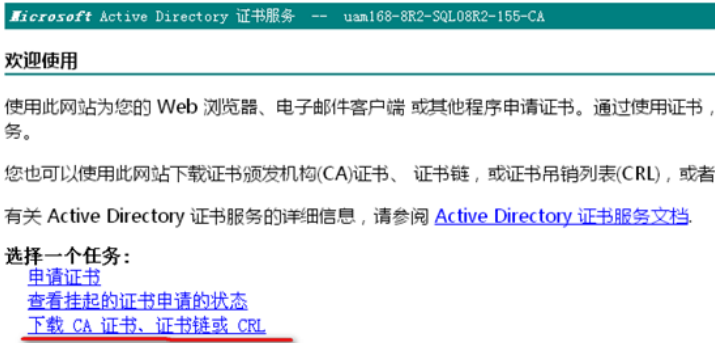 Microsoft Active Directory 证书服务 -- uam168-8R2-SQL08R2-155-CA
欢迎使用
使用此网站为您的 Web 浏览器、电子邮件客户端 或其他程序申请证书。通过使用证书，
务。
您也可以使用此网站下载证书颁发机构(CA)证书、 证书链，或证书吊销列表(CRL)，或者
有关 Active Directory 证书服务的详细信息，请参阅 Active Directory 证书服务文档.
选择一个任务:
申请证书
查看挂起的证书申请的状态
下载 CA 证书、证书链或 CRL